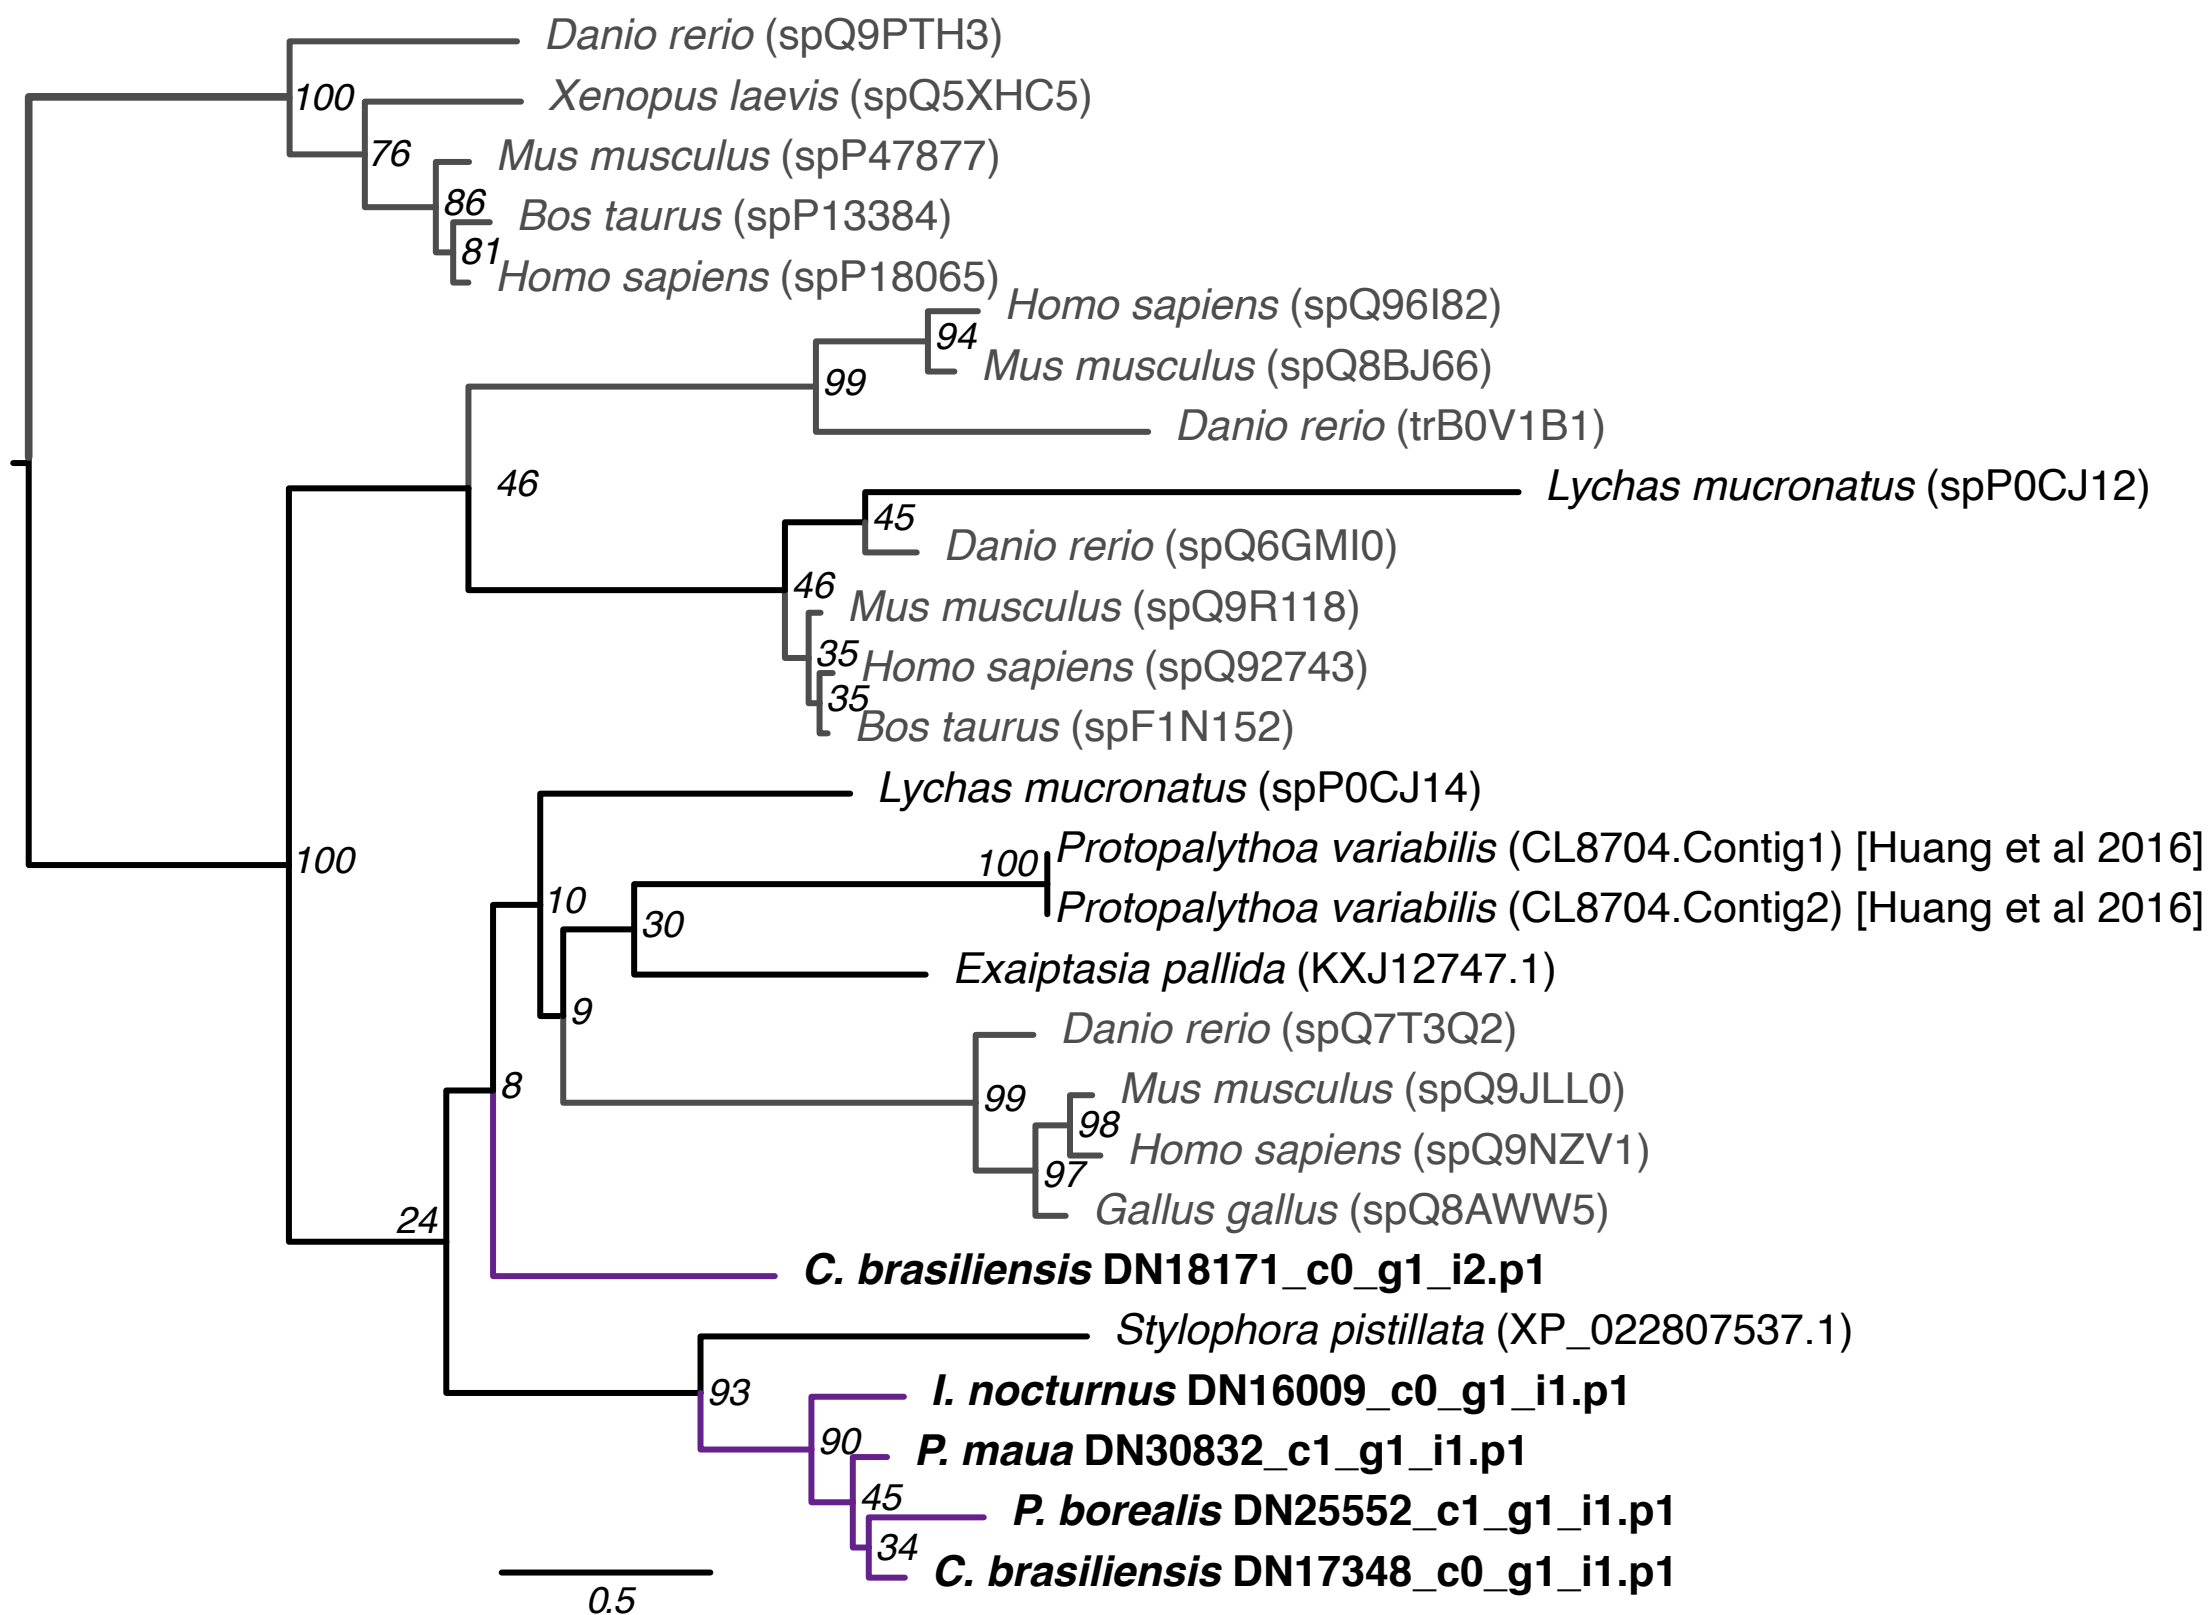 Danio rerio (spQ9PTH3)
100
Xenopus laevis (spQ5XHC5)
76
Mus musculus (spP47877)
86
Bos taurus (spP13384)
81
Homo sapiens (spP18065)
Homo sapiens (spQ96I82)
94
Mus musculus (spQ8BJ66)
99
Danio rerio (trB0V1B1)
46
Lychas mucronatus (spP0CJ12)
45
Danio rerio (spQ6GMI0)
46
Mus musculus (spQ9R118)
35
Homo sapiens (spQ92743)
35
Bos taurus (spF1N152)
Lychas mucronatus (spP0CJ14)
Protopalythoa variabilis (CL8704.Contig1) [Huang et al 2016]
100
100
10
Protopalythoa variabilis (CL8704.Contig2) [Huang et al 2016]
30
Exaiptasia pallida (KXJ12747.1)
9
Danio rerio (spQ7T3Q2)
8
Mus musculus (spQ9JLL0)
99
98
Homo sapiens (spQ9NZV1)
97
Gallus gallus (spQ8AWW5)
24
C. brasiliensis DN18171_c0_g1_i2.p1
Stylophora pistillata (XP_022807537.1)
93
I. nocturnus DN16009_c0_g1_i1.p1
90
P. maua DN30832_c1_g1_i1.p1
45
P. borealis DN25552_c1_g1_i1.p1
34
C. brasiliensis DN17348_c0_g1_i1.p1
0.5